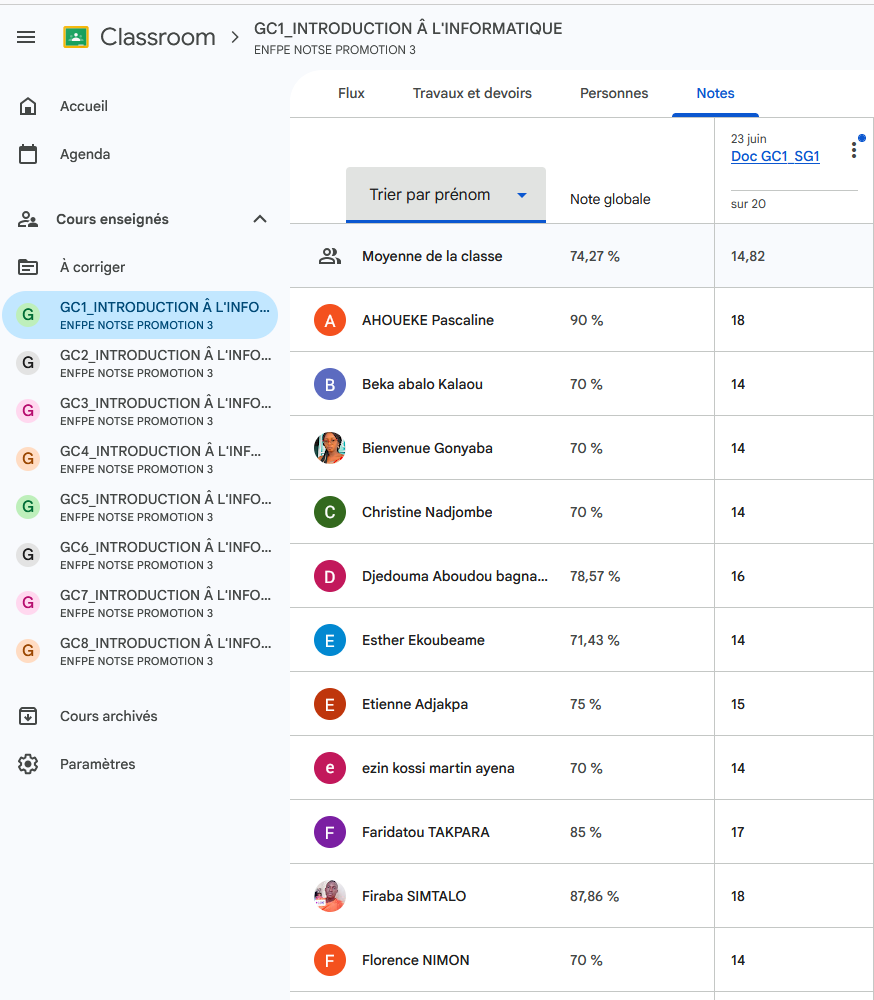 Classroom > GC1_INTRODUCTION Â L'INFORMATIQUE
ENFPE NOTSE PROMOTION 3
Accueil
Agenda
Cours enseignés
À corriger
G GC1_INTRODUCTION Â L'INFO...
ENFPE NOTSE PROMOTION 3
G GC2_INTRODUCTION Â L'INFO...
ENFPE NOTSE PROMOTION 3
G GC3_INTRODUCTION Â L'INFO...
ENFPE NOTSE PROMOTION 3
G GC4_INTRODUCTION Â L'INF...
ENFPE NOTSE PROMOTION 3
G GC5_INTRODUCTION Â L'INFO...
ENFPE NOTSE PROMOTION 3
G GC6_INTRODUCTION Â L'INFO...
ENFPE NOTSE PROMOTION 3
G GC7_INTRODUCTION Â L'INFO...
ENFPE NOTSE PROMOTION 3
G GC8_INTRODUCTION Â L'INFO...
ENFPE NOTSE PROMOTION 3
Cours archivés
Paramètres
Flux Travaux et devoirs Personnes Notes
23 juin
Doc GC1_SG1
Trier par prénom Note globale
sur 20
Moyenne de la classe 74,27 % 14,82
A AHOUEKE Pascaline 90 % 18
B Beka abalo Kalaou 70 % 14
Bienvenue Gonyaba 70 % 14
C Christine Nadjombe 70 % 14
D Djedouma Aboudou bagna... 78,57 % 16
E Esther Ekoubeame 71,43 % 14
E Etienne Adjakpa 75 % 15
e ezin kossi martin ayena 70 % 14
F Faridatou TAKPARA 85 % 17
Firaba SIMTALO 87,86 % 18
F Florence NIMON 70 % 14